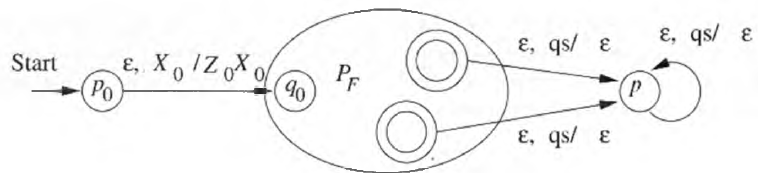 Start
p0
ε, X0 / Z0X0
q0
PF
ε, qs/ ε
ε, qs/ ε
p
ε, qs/ ε